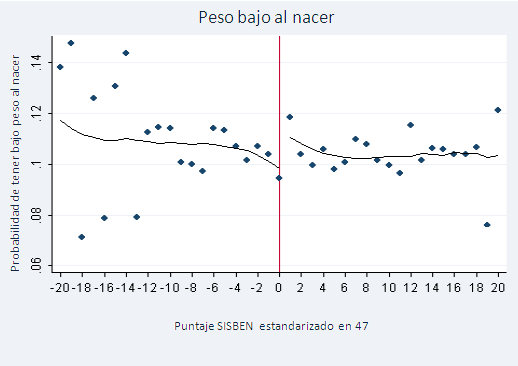 Peso bajo al nacer
Probabilidad de tener bajo peso al nacer
.14
.12
.1
.08
.06
-20 -18 -16 -14 -12 -10 -8 -6 -4 -2 0 2 4 6 8 10 12 14 16 18 20
Puntaje SISBEN estandarizado en 47